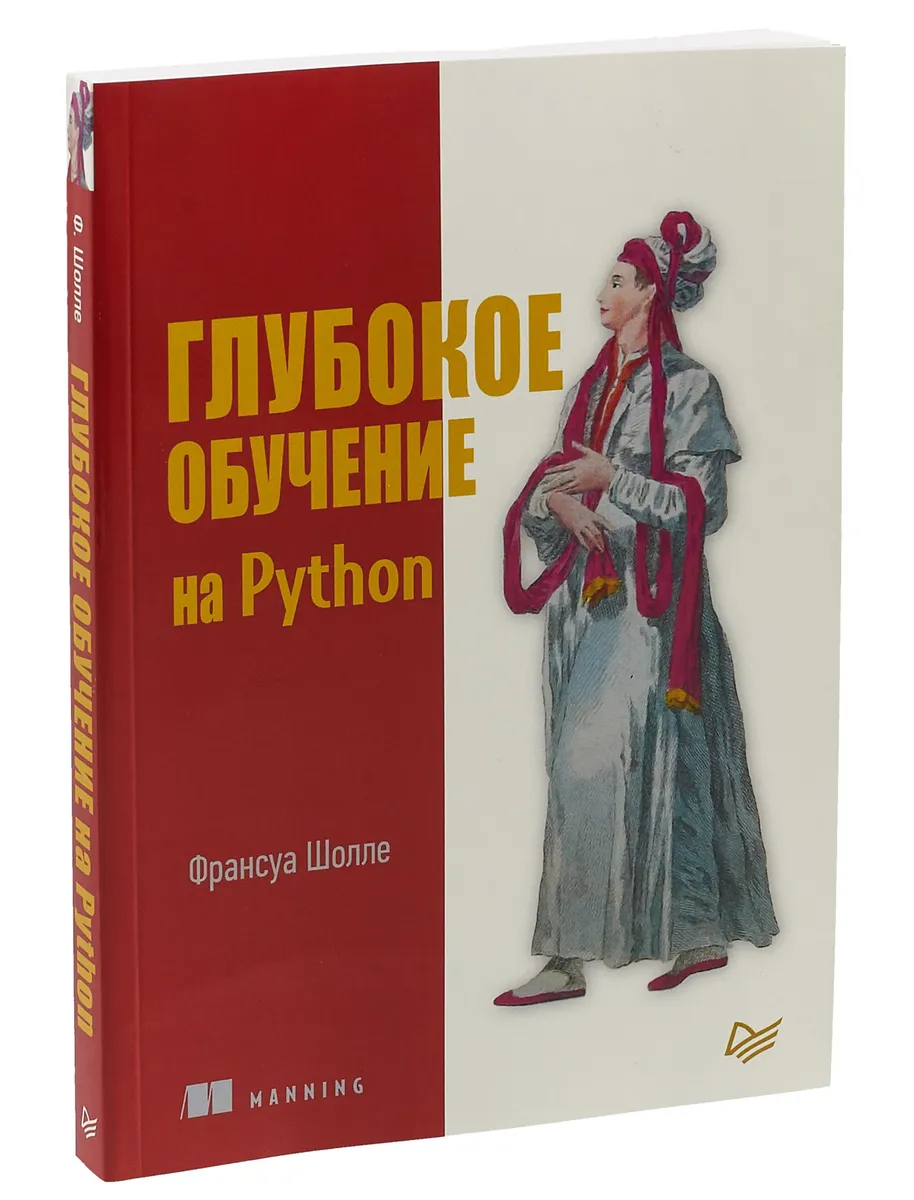 Ф. Шолле
ГЛУБОКОЕ ОБУЧЕНИЕ на Python
ГЛУБОКОЕ
ОБУЧЕНИЕ
на Python
Франсуа Шолле
MANNING